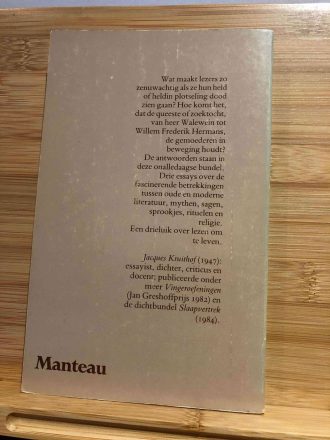 Wat maakt lezers zo
zenuwachtig als ze hun held
of heldin plotseling dood
zien gaan? Hoe komt het,
dat de queeste of zoektocht,
van heer Walewein tot
Willem Frederik Hermans,
de gemoederen in
beweging houdt?
De antwoorden staan in
deze onalledaagse bundel.
Drie essays over de
fascinerende betrekkingen
tussen oude en moderne
literatuur, mythen, sagen,
sprookjes, rituelen en
religie.
Een drieluik over lezen om
te leven.
Jacques Kruithof (1947):
essayist, dichter, criticus en
docent; publiceerde onder
meer Vingeroefeningen
(Jan Greshoffprijs 1982) en
de dichtbundel Slaapvertrek
(1984).
Manteau